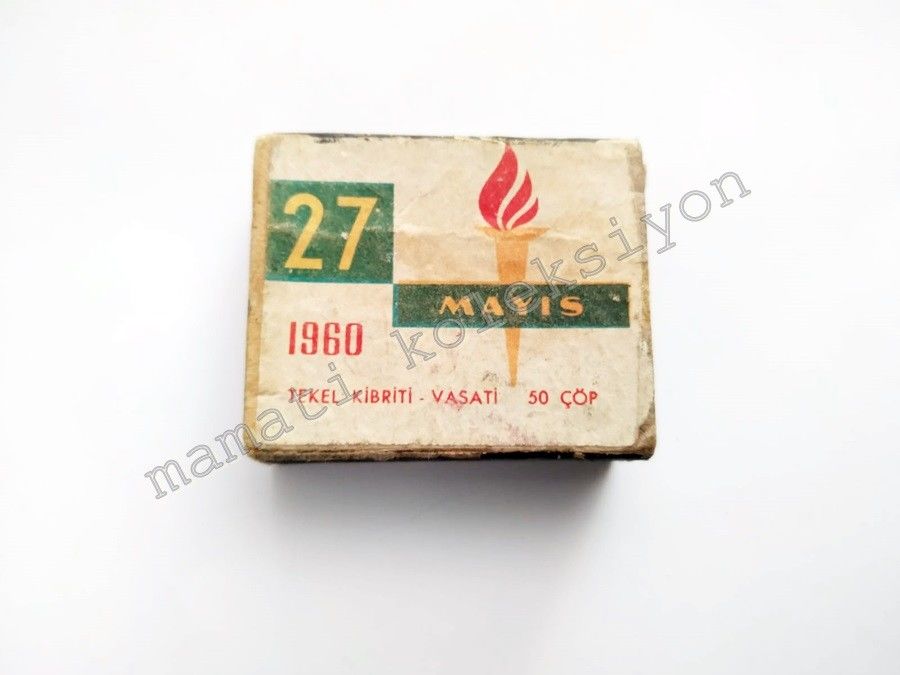 27
MAYIS
1960
TEKEL KİBRİTİ - VASATİ 50 ÇÖP
mamati koleksiyon